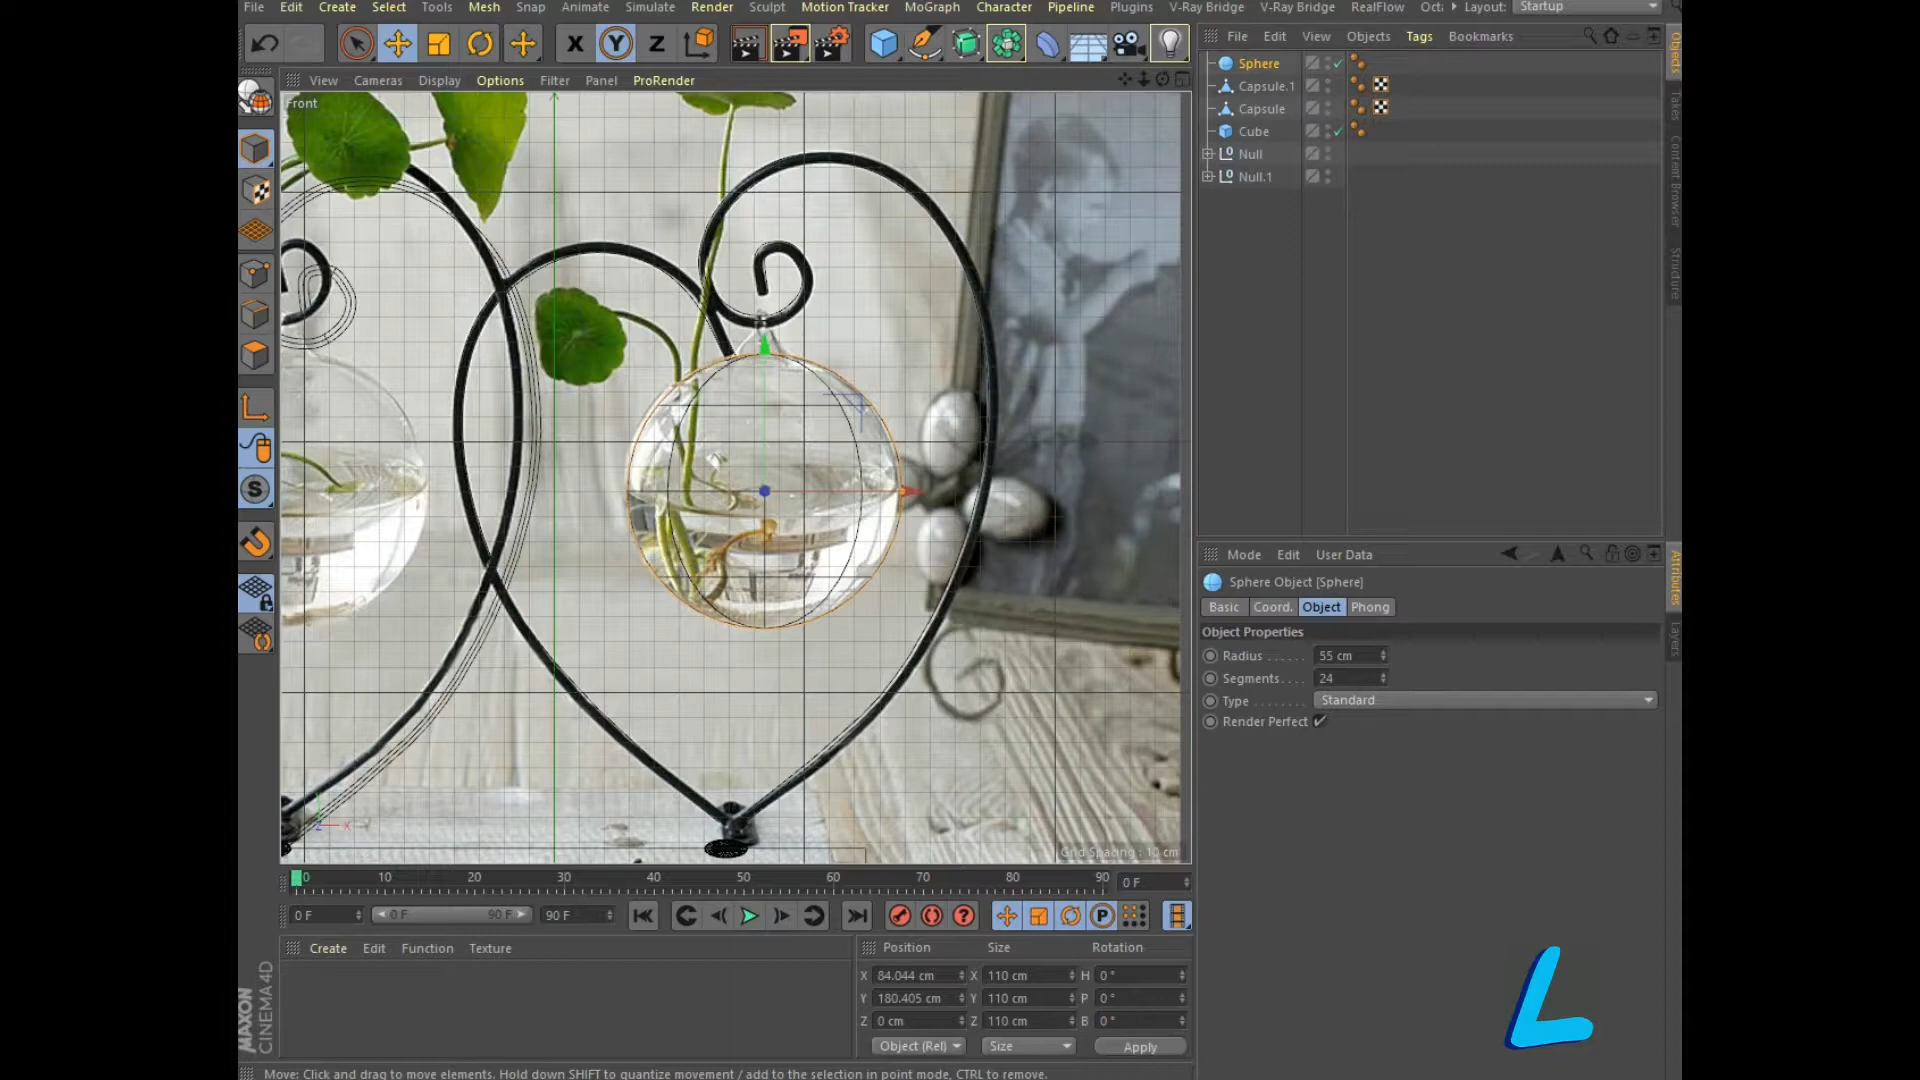 File Edit Create Select Tools Mesh Snap Animate Simulate Render Sculpt Motion Tracker MoGraph Character Pipeline Plugins V-Ray Bridge V-Ray Bridge RealFlow Layout: Startup
X Y Z
File Edit View Objects Tags Bookmarks
View Cameras Display Options Filter Panel ProRender
Front
Sphere
Capsule.1
Capsule
Cube
Null
Null.1
Objects
Takes
Content Browser
Structure
Mode Edit User Data
Sphere Object [Sphere]
Basic Coord. Object Phong
Object Properties
Radius 55 cm
Segments 24
Type Standard
Render Perfect
Attributes
Layers
Grid Spacing : 10 cm
0 10 20 30 40 50 60 70 80 90 0 F
0 F 0 F 90 F 90 F
Create Edit Function Texture
Position Size Rotation
X 84.044 cm X 110 cm H 0 °
Y 180.405 cm Y 110 cm P 0 °
Z 0 cm Z 110 cm B 0 °
Object (Rel) Size Apply
MAXON
CINEMA 4D
Move: Click and drag to move elements. Hold down SHIFT to quantize movement / add to the selection in point mode, CTRL to remove.
L